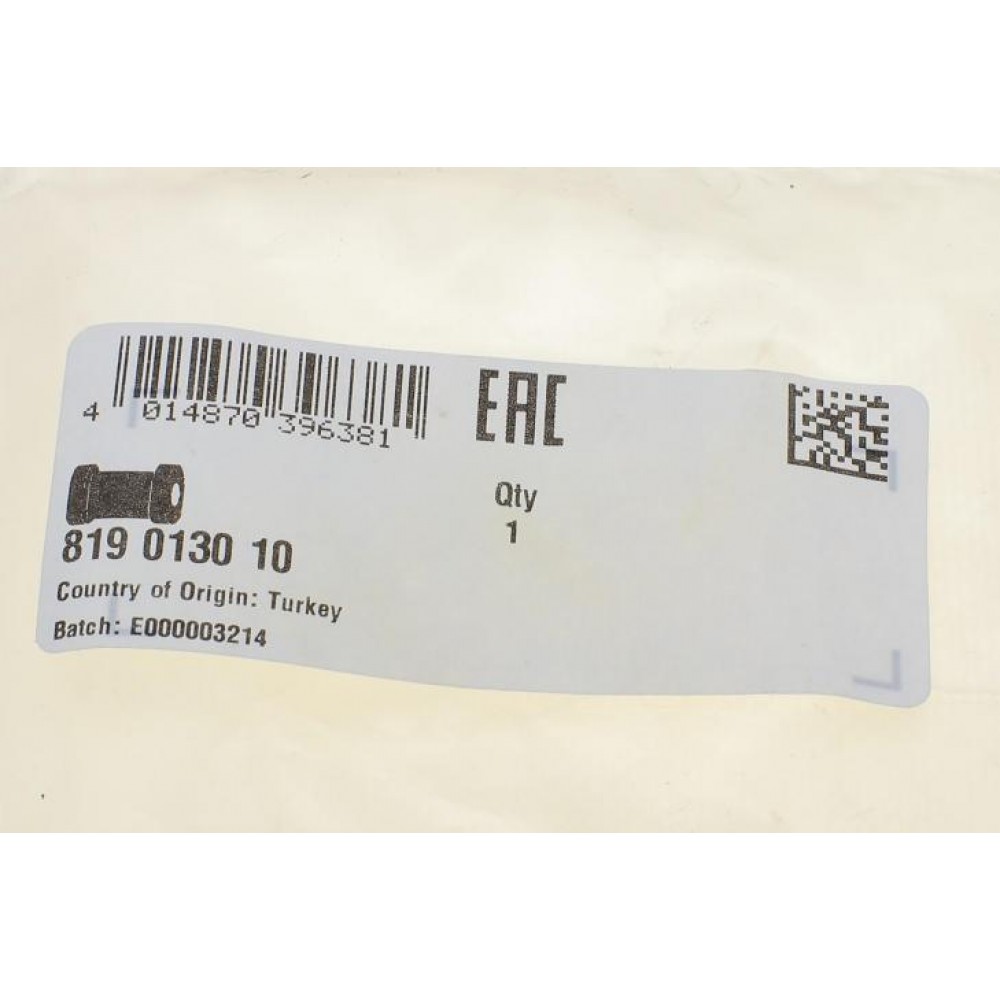 4 014870 396381
EAC
Qty
1
819 0130 10
Country of Origin: Turkey
Batch: E000003214